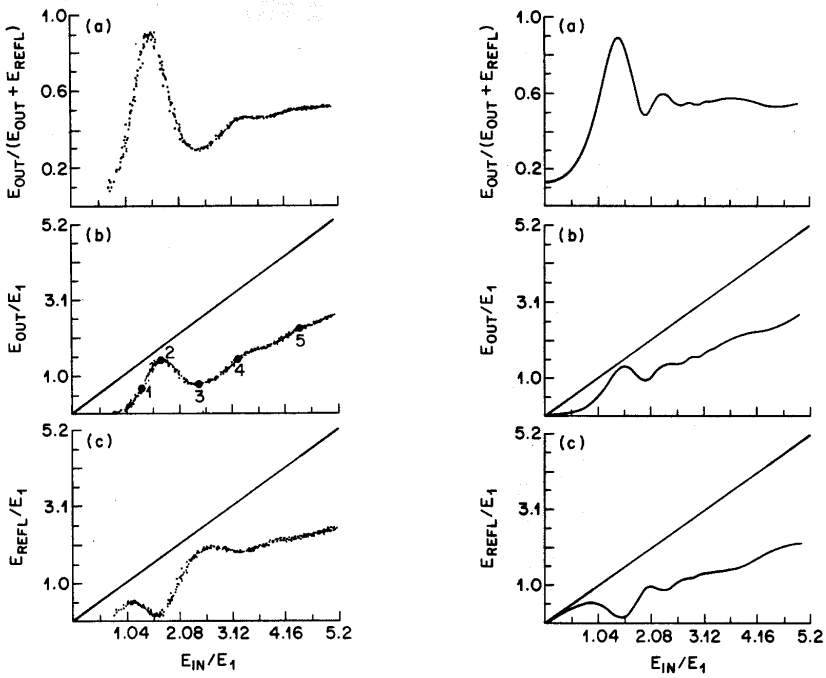 (a)
1.0
0.6
0.2
E_OUT/(E_OUT + E_REFL)
(b)
5.2
3.1
1.0
E_OUT/E_1
1
2
3
4
5
(c)
5.2
3.1
1.0
E_REFL/E_1
1.04 2.08 3.12 4.16 5.2
E_IN/E_1
(a)
1.0
0.6
0.2
E_OUT/(E_OUT + E_REFL)
(b)
5.2
3.1
1.0
E_OUT/E_1
(c)
5.2
3.1
1.0
E_REFL/E_1
1.04 2.08 3.12 4.16 5.2
E_IN/E_1